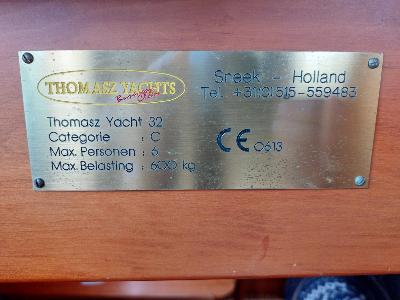 THOMASZ YACHTS
Sneek - Holland
Tel. +31(0)515-559483
Thomasz Yacht 32
Categorie : C
Max. Personen : 6
Max. Belasting : 600 kg
CE 0613